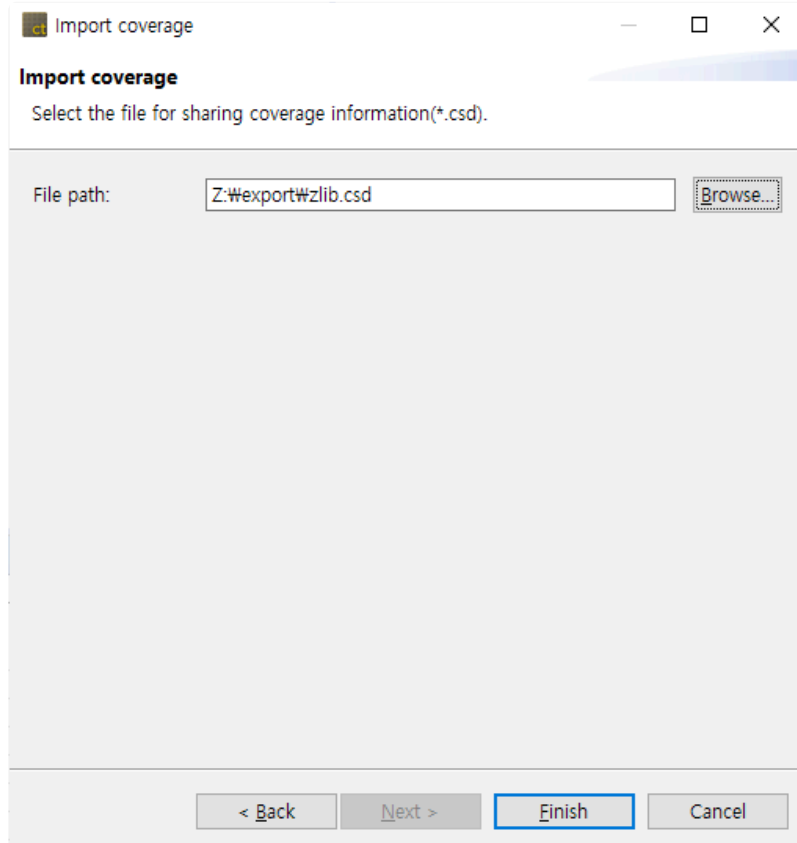 ct Import coverage
Import coverage
Select the file for sharing coverage information(*.csd).
File path: Z:₩export₩zlib.csd Browse...
< Back Next > Finish Cancel